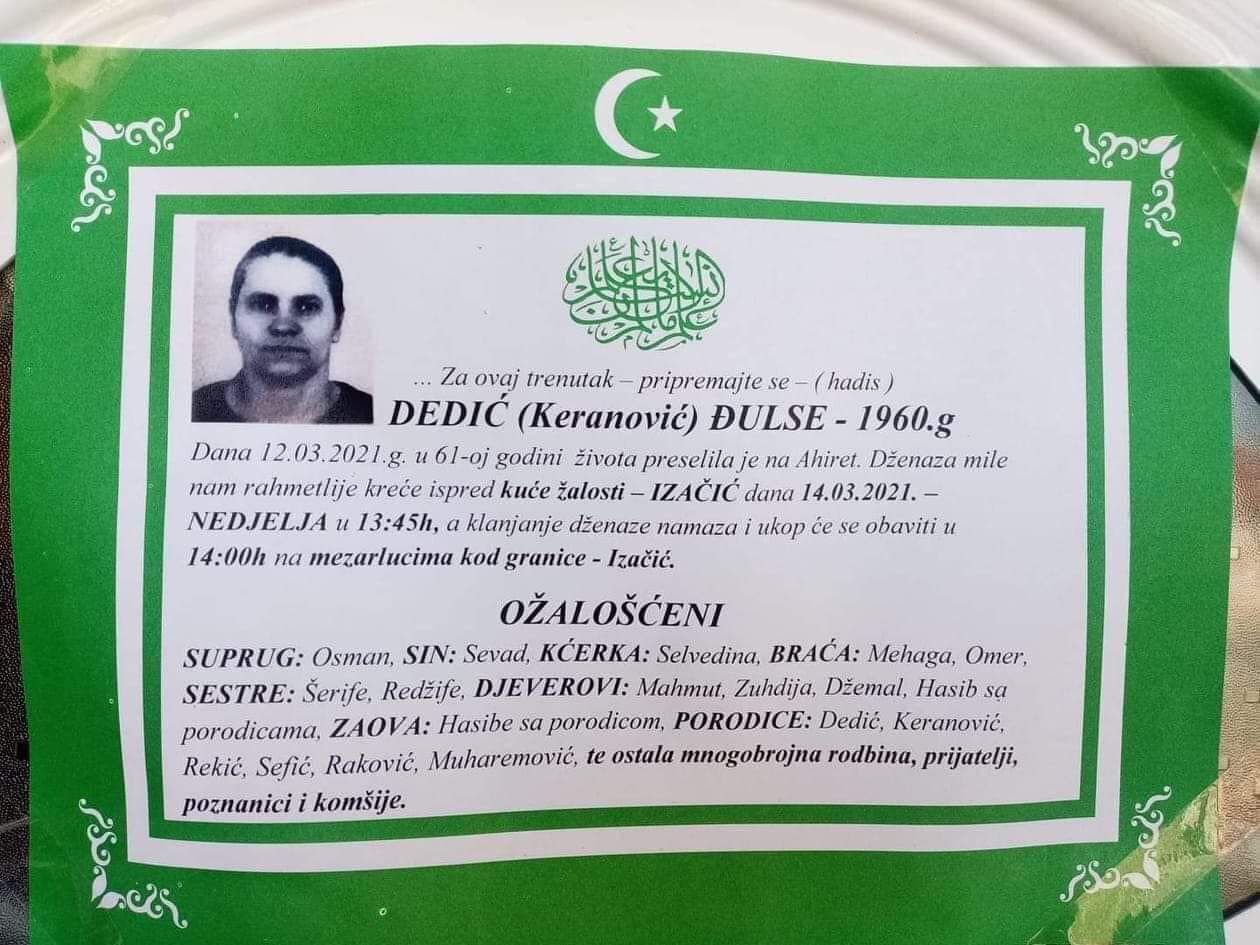 ... Za ovaj trenutak – pripremajte se – ( hadis )
DEDIĆ (Keranović) ĐULSE - 1960.g
Dana 12.03.2021.g. u 61-oj godini života preselila je na Ahiret. Dženaza mile
nam rahmetlije kreće ispred kuće žalosti – IZAČIĆ dana 14.03.2021. –
NEDJELJA u 13:45h, a klanjanje dženaze namaza i ukop će se obaviti u
14:00h na mezarlucima kod granice - Izačić.
OŽALOŠĆENI
SUPRUG: Osman, SIN: Sevad, KĆERKA: Selvedina, BRAĆA: Mehaga, Omer,
SESTRE: Šerife, Redžife, DJEVEROVI: Mahmut, Zuhdija, Džemal, Hasib sa
porodicama, ZAOVA: Hasibe sa porodicom, PORODICE: Dedić, Keranović,
Rekić, Sefić, Raković, Muharemović, te ostala mnogobrojna rodbina, prijatelji,
poznanici i komšije.